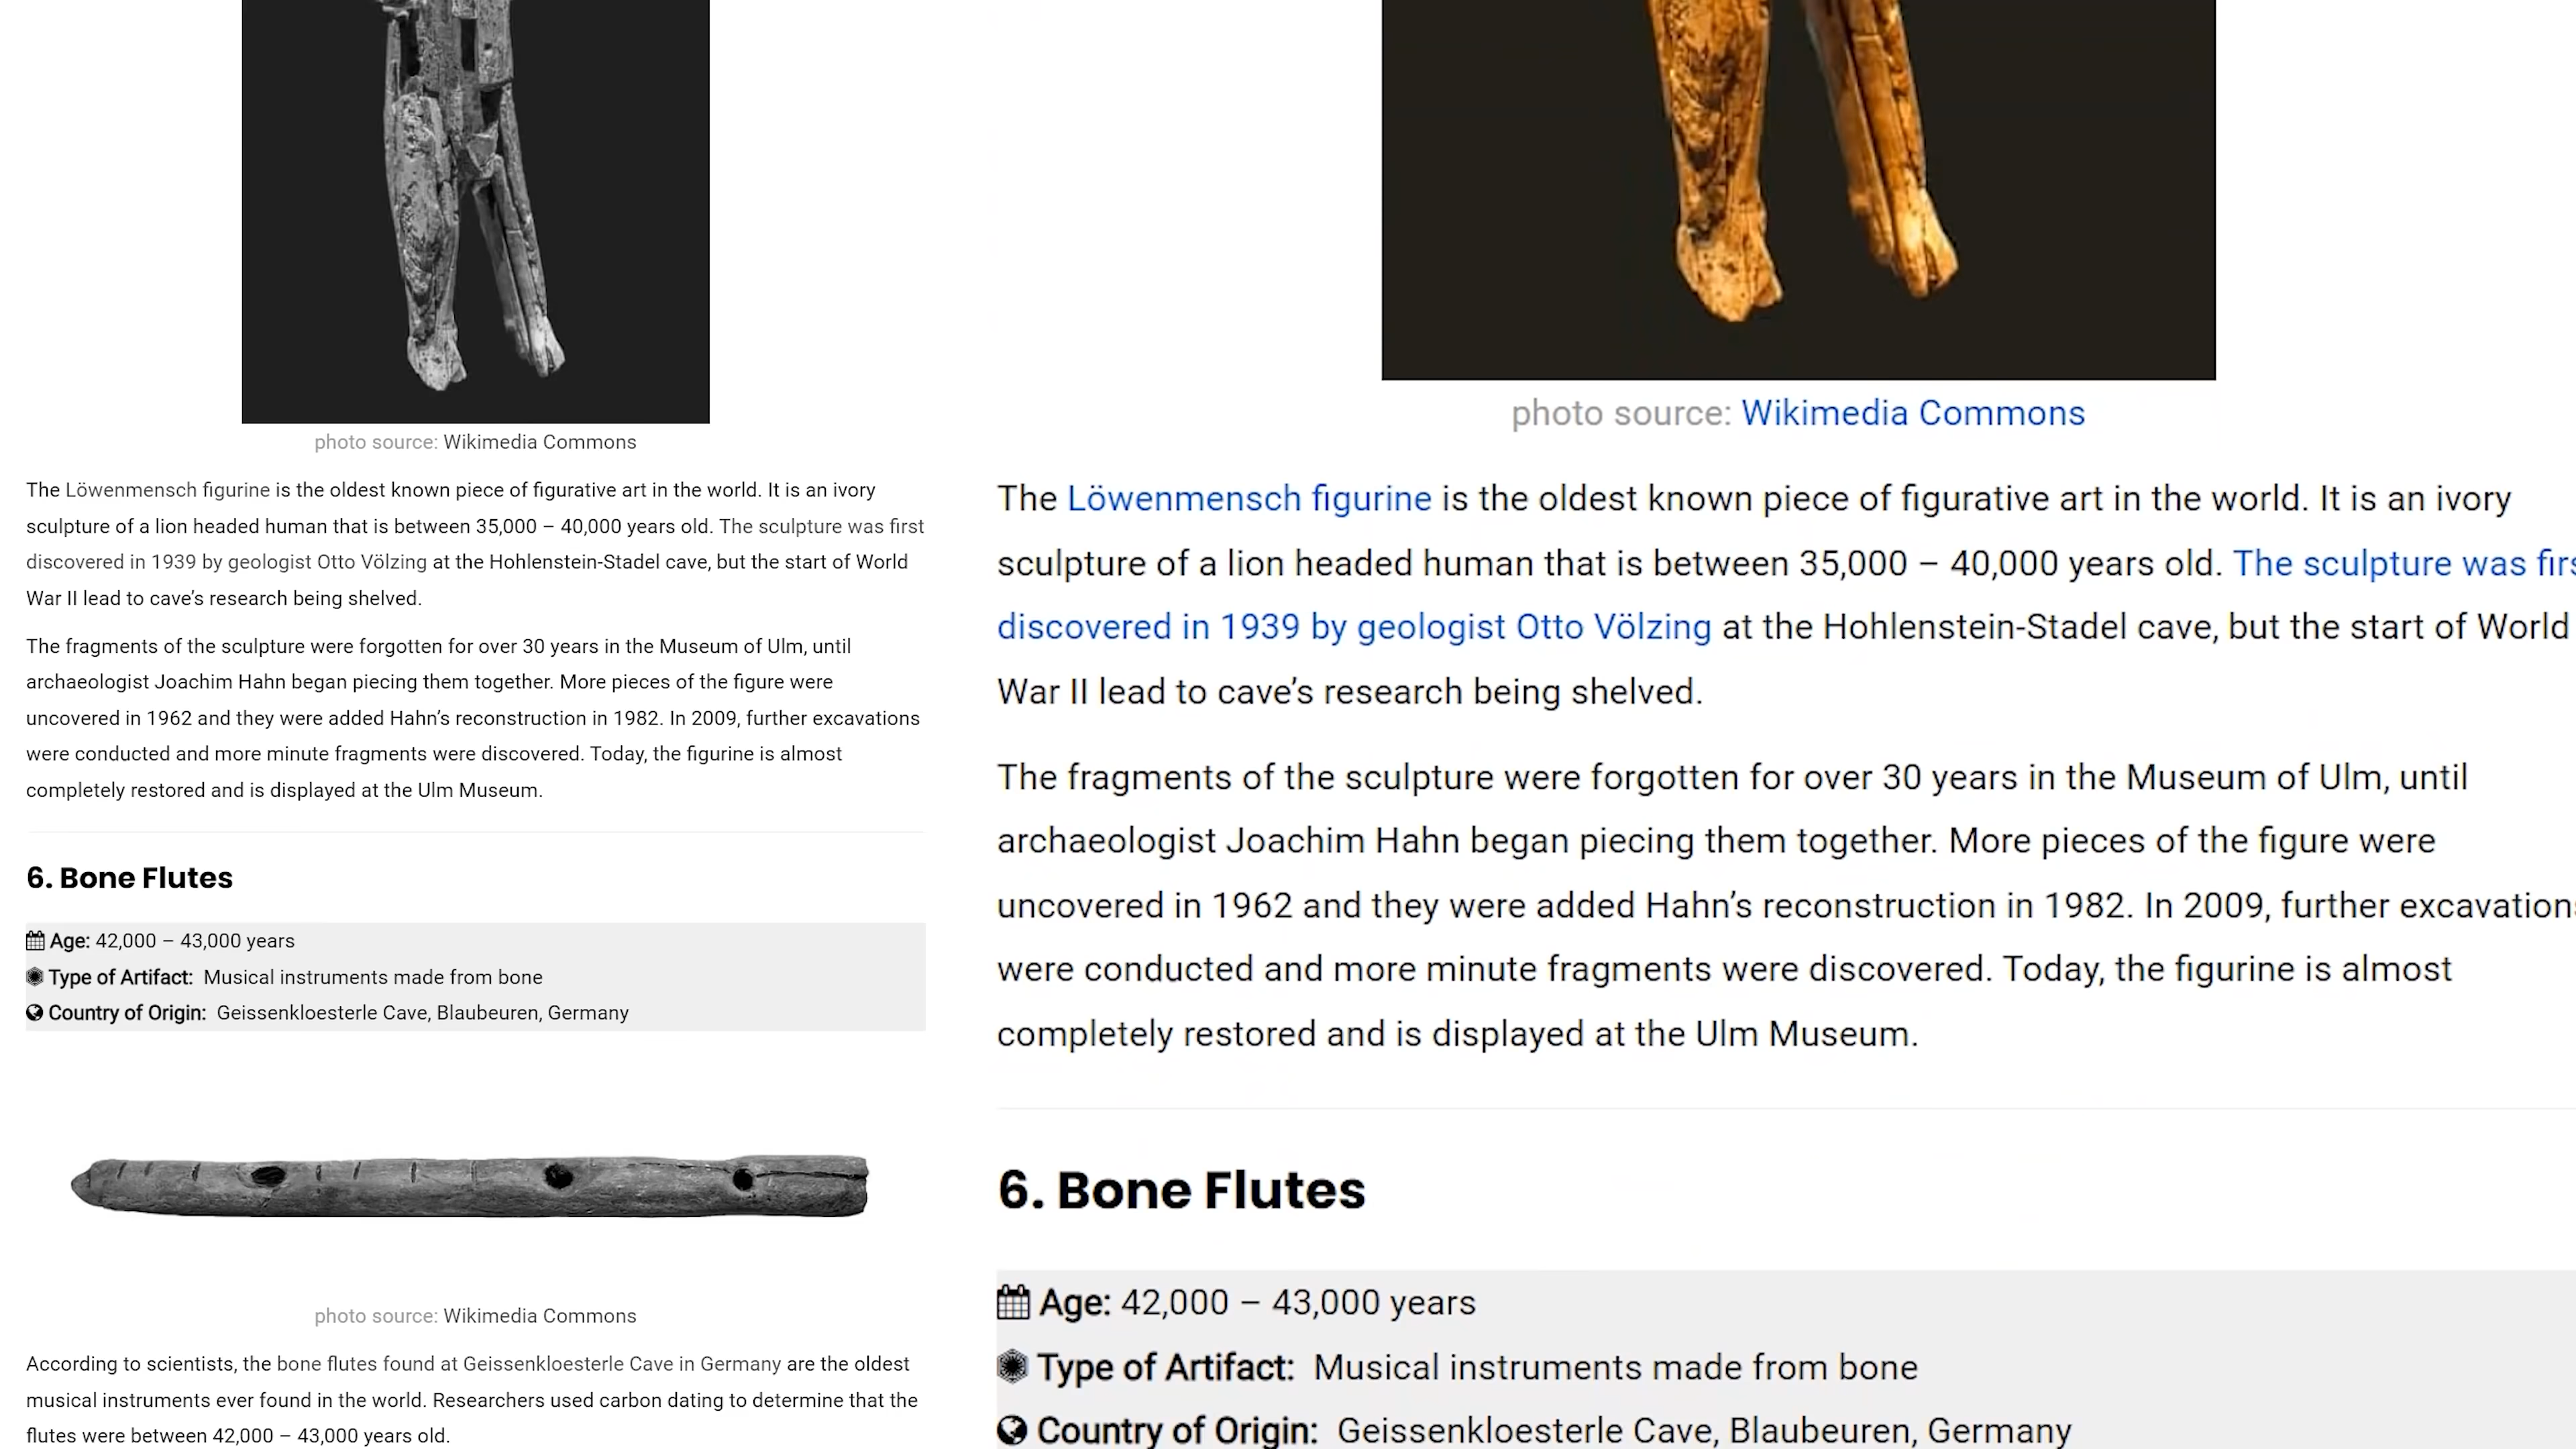 photo source: Wikimedia Commons
The Löwenmensch figurine is the oldest known piece of figurative art in the world. It is an ivory
sculpture of a lion headed human that is between 35,000 – 40,000 years old. The sculpture was first
discovered in 1939 by geologist Otto Völzing at the Hohlenstein-Stadel cave, but the start of World
War II lead to cave’s research being shelved.
The fragments of the sculpture were forgotten for over 30 years in the Museum of Ulm, until
archaeologist Joachim Hahn began piecing them together. More pieces of the figure were
uncovered in 1962 and they were added Hahn’s reconstruction in 1982. In 2009, further excavations
were conducted and more minute fragments were discovered. Today, the figurine is almost
completely restored and is displayed at the Ulm Museum.
6. Bone Flutes
Age: 42,000 – 43,000 years
Type of Artifact: Musical instruments made from bone
Country of Origin: Geissenkloesterle Cave, Blaubeuren, Germany
photo source: Wikimedia Commons
According to scientists, the bone flutes found at Geissenkloesterle Cave in Germany are the oldest
musical instruments ever found in the world. Researchers used carbon dating to determine that the
flutes were between 42,000 – 43,000 years old.
photo source: Wikimedia Commons
The Löwenmensch figurine is the oldest known piece of figurative art in the world. It is an ivory
sculpture of a lion headed human that is between 35,000 – 40,000 years old. The sculpture was firs
discovered in 1939 by geologist Otto Völzing at the Hohlenstein-Stadel cave, but the start of World
War II lead to cave’s research being shelved.
The fragments of the sculpture were forgotten for over 30 years in the Museum of Ulm, until
archaeologist Joachim Hahn began piecing them together. More pieces of the figure were
uncovered in 1962 and they were added Hahn’s reconstruction in 1982. In 2009, further excavation
were conducted and more minute fragments were discovered. Today, the figurine is almost
completely restored and is displayed at the Ulm Museum.
6. Bone Flutes
Age: 42,000 – 43,000 years
Type of Artifact: Musical instruments made from bone
Country of Origin: Geissenkloesterle Cave, Blaubeuren, Germany